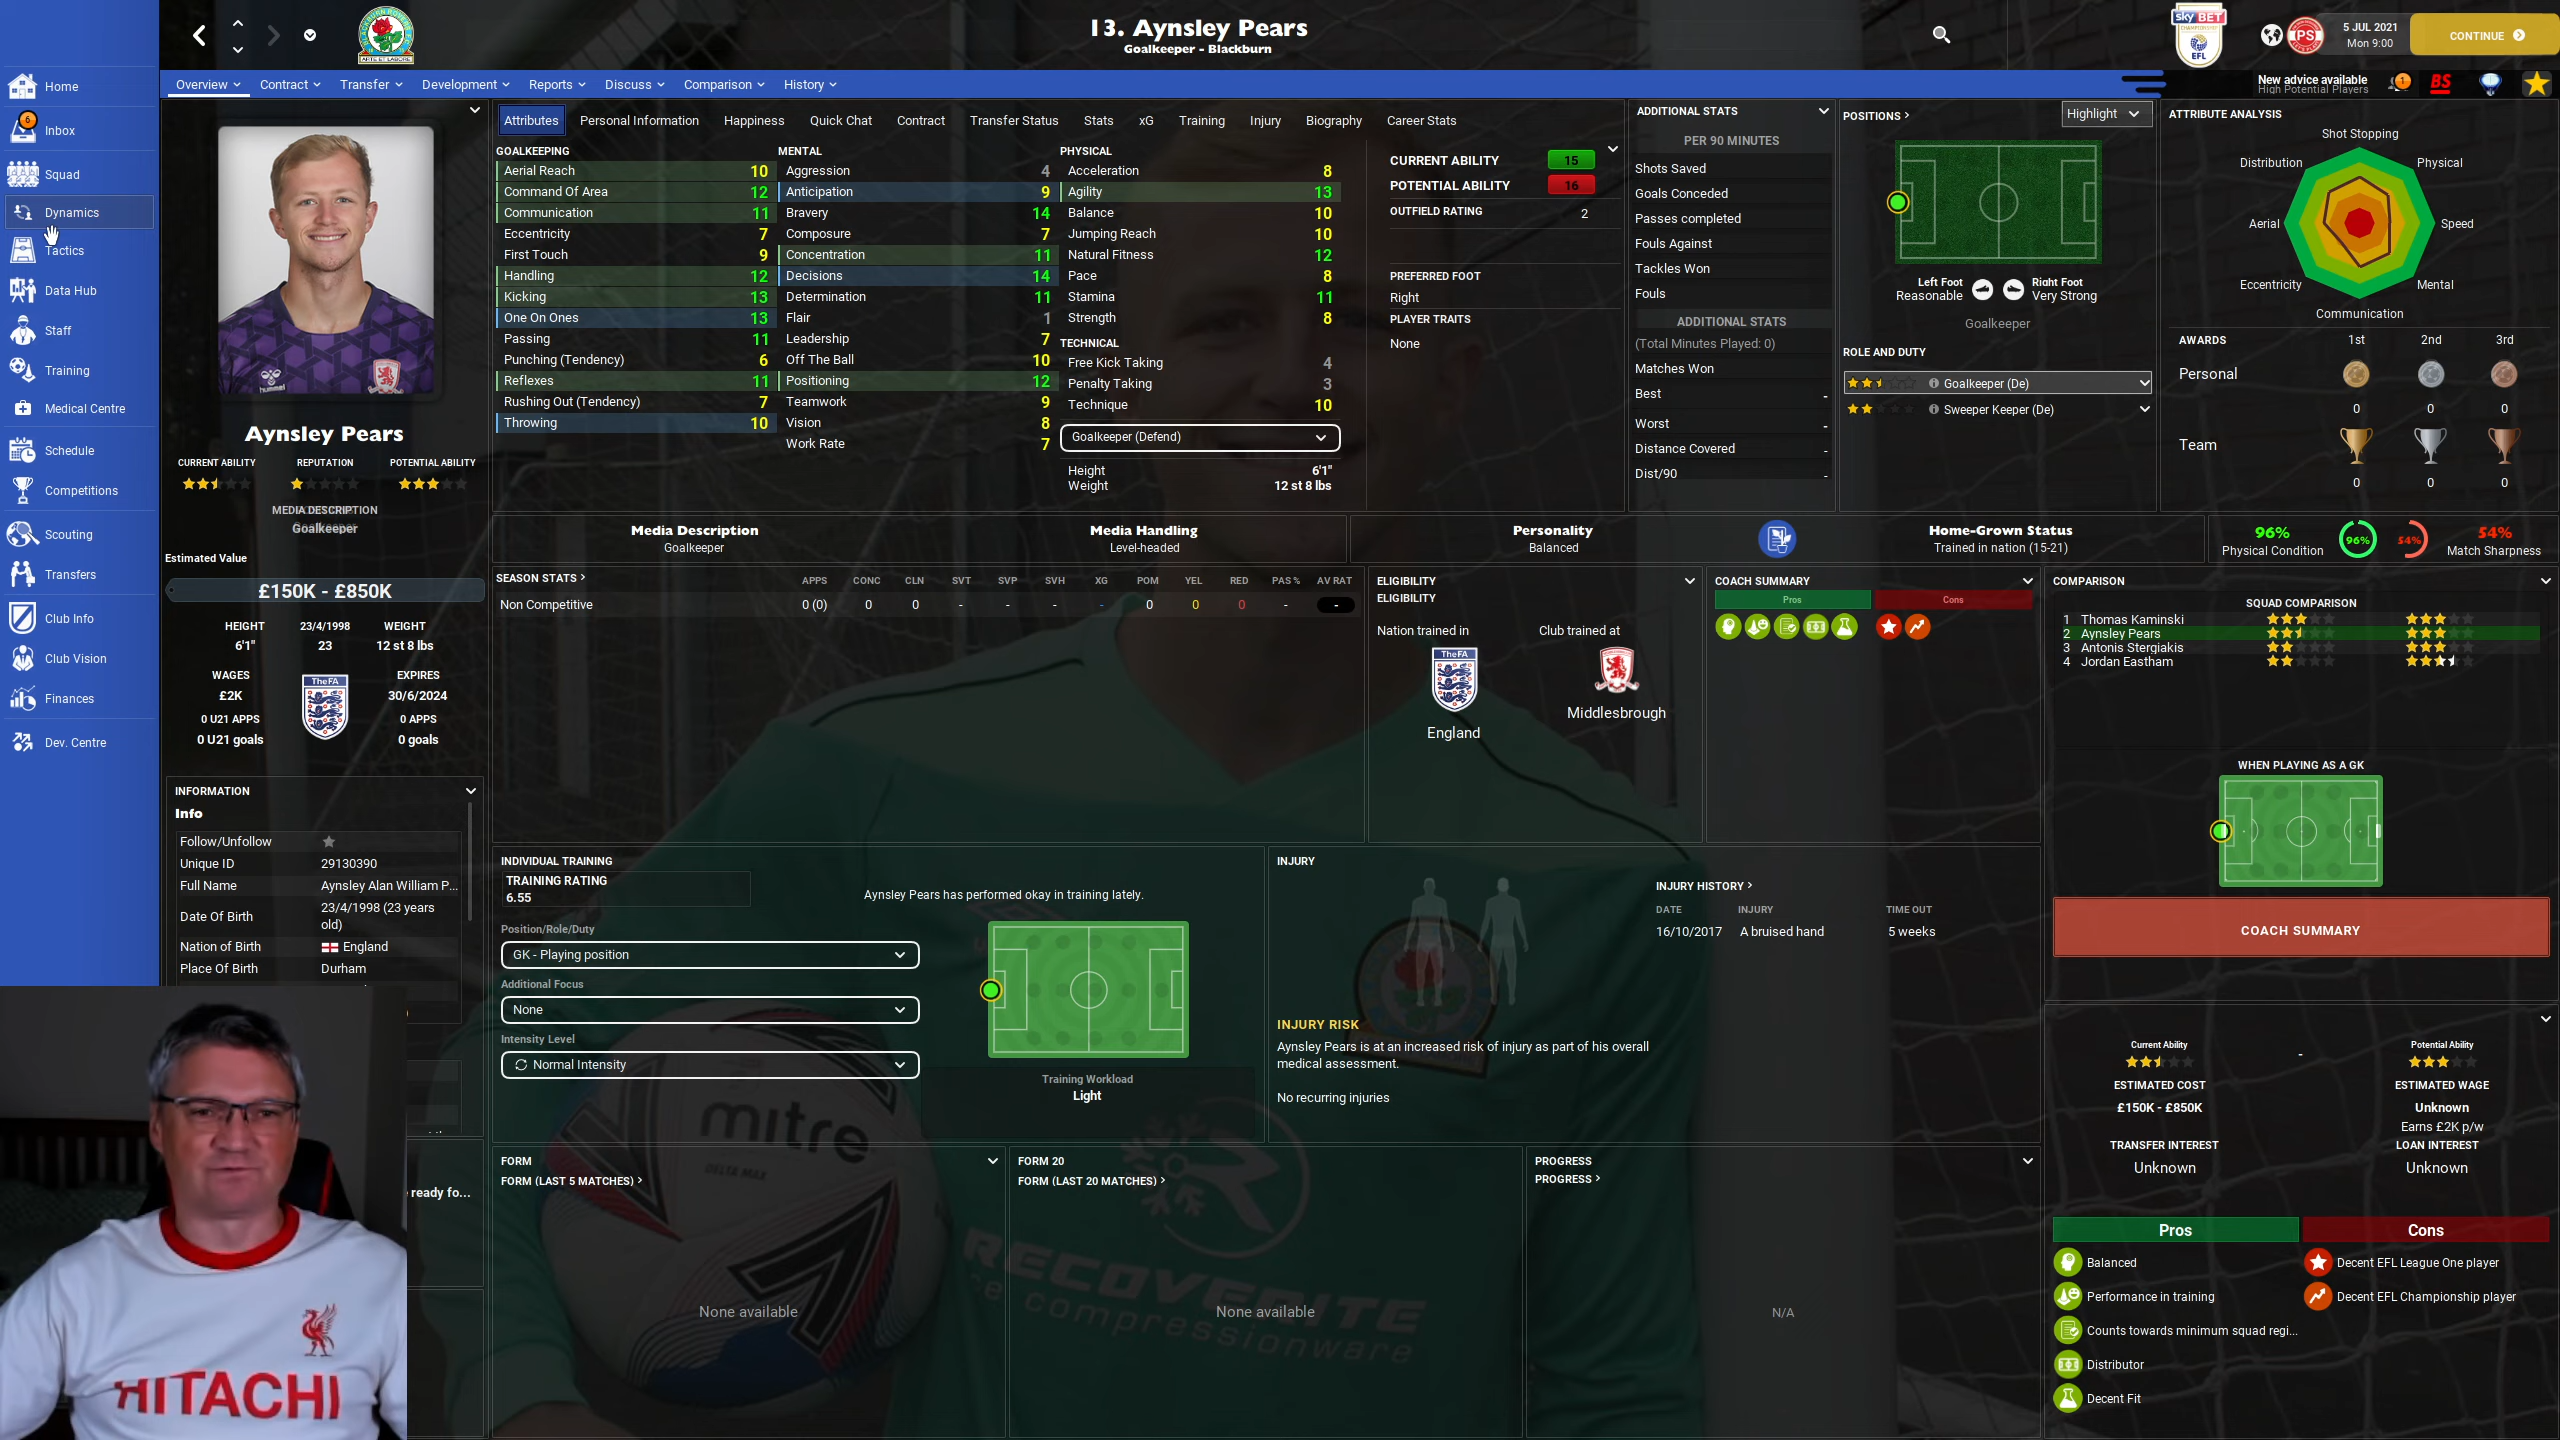 13. Aynsley Pears
Goalkeeper - Blackburn
sky BET
EFL
PS
5 JUL 2021
Mon 9:00
CONTINUE
Home
6
Inbox
Squad
Dynamics
Tactics
Data Hub
Staff
Training
Medical Centre
Schedule
Competitions
Scouting
Transfers
Club Info
Club Vision
Finances
Dev. Centre
Overview
Contract
Transfer
Development
Reports
Discuss
Comparison
History
New advice available
High Potential Players
1
BS
hummel
Aynsley Pears
CURRENT ABILITY
REPUTATION
POTENTIAL ABILITY
MEDIA DESCRIPTION
Goalkeeper
Estimated Value
£150K - £850K
HEIGHT
23/4/1998
WEIGHT
6'1"
23
12 st 8 lbs
WAGES
EXPIRES
£2K
TheFA
30/6/2024
0 U21 APPS
0 APPS
0 U21 goals
0 goals
INFORMATION
Info
Follow/Unfollow
Unique ID 29130390
Full Name Aynsley Alan William P...
Date Of Birth 23/4/1998 (23 years
old)
Nation of Birth England
Place Of Birth Durham
ready fo...
HITACHI
Attributes
Personal Information
Happiness
Quick Chat
Contract
Transfer Status
Stats
xG
Training
Injury
Biography
Career Stats
GOALKEEPING
Aerial Reach 10
Command Of Area 12
Communication 11
Eccentricity 7
First Touch 9
Handling 12
Kicking 13
One On Ones 13
Passing 11
Punching (Tendency) 6
Reflexes 11
Rushing Out (Tendency) 7
Throwing 10
MENTAL
Aggression 4
Anticipation 9
Bravery 14
Composure 7
Concentration 11
Decisions 14
Determination 11
Flair 1
Leadership 7
Off The Ball 10
Positioning 12
Teamwork 9
Vision 8
Work Rate 7
PHYSICAL
Acceleration 8
Agility 13
Balance 10
Jumping Reach 10
Natural Fitness 12
Pace 8
Stamina 11
Strength 8
TECHNICAL
Free Kick Taking 4
Penalty Taking 3
Technique 10
Goalkeeper (Defend)
Height 6'1"
Weight 12 st 8 lbs
CURRENT ABILITY 15
POTENTIAL ABILITY 16
OUTFIELD RATING 2
PREFERRED FOOT
Right
PLAYER TRAITS
None
ADDITIONAL STATS
PER 90 MINUTES
Shots Saved
Goals Conceded
Passes completed
Fouls Against
Tackles Won
Fouls
ADDITIONAL STATS
(Total Minutes Played: 0)
Matches Won
Best -
Worst -
Distance Covered -
Dist/90 -
POSITIONS
Highlight
Left Foot
Reasonable
Right Foot
Very Strong
Goalkeeper
ROLE AND DUTY
Goalkeeper (De)
Sweeper Keeper (De)
ATTRIBUTE ANALYSIS
Shot Stopping
Distribution
Physical
Aerial
Speed
Eccentricity
Mental
Communication
AWARDS 1st 2nd 3rd
Personal
0 0 0
Team
0 0 0
Media Description
Goalkeeper
Media Handling
Level-headed
Personality
Balanced
Home-Grown Status
Trained in nation (15-21)
96%
Physical Condition
96%
54%
54%
Match Sharpness
SEASON STATS APPS CONC CLN SVT SVP SVH XG POM YEL RED PAS % AV RAT
Non Competitive 0 (0) 0 0 - - - - 0 0 0 - -
ELIGIBILITY
ELIGIBILITY
Nation trained in
Club trained at
TheFA
England
Middlesbrough
COACH SUMMARY
Pros
Cons
COMPARISON
SQUAD COMPARISON
1 Thomas Kaminski
2 Aynsley Pears
3 Antonis Stergiakis
4 Jordan Eastham
WHEN PLAYING AS A GK
COACH SUMMARY
INDIVIDUAL TRAINING
TRAINING RATING
6.55
Aynsley Pears has performed okay in training lately.
Position/Role/Duty
GK - Playing position
Additional Focus
None
Intensity Level
Normal Intensity
Training Workload
Light
INJURY
INJURY HISTORY
DATE INJURY TIME OUT
16/10/2017 A bruised hand 5 weeks
INJURY RISK
Aynsley Pears is at an increased risk of injury as part of his overall
medical assessment.
No recurring injuries
Current Ability
-
Potential Ability
ESTIMATED COST
ESTIMATED WAGE
£150K - £850K
Unknown
Earns £2K p/w
TRANSFER INTEREST
LOAN INTEREST
Unknown
Unknown
Pros
Cons
Balanced
Decent EFL League One player
Performance in training
Decent EFL Championship player
Counts towards minimum squad regi...
Distributor
Decent Fit
FORM
FORM (LAST 5 MATCHES)
None available
FORM 20
FORM (LAST 20 MATCHES)
None available
PROGRESS
PROGRESS
N/A
mitre
DELTA MAX
RECOVERITE
compressionware